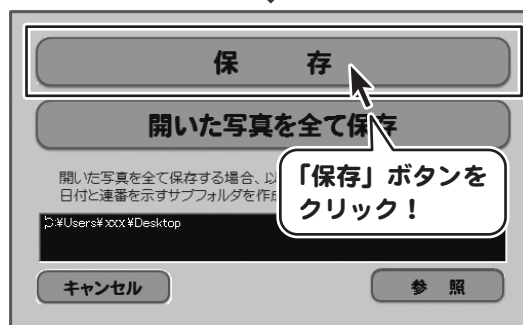 保 存
開いた写真を全て保存
開いた写真を全て保存する場合、以
日付と連番を示すサブフォルダを作成
「保存」ボタンを
クリック!
C:¥Users¥xxx¥Desktop
キャンセル
参 照